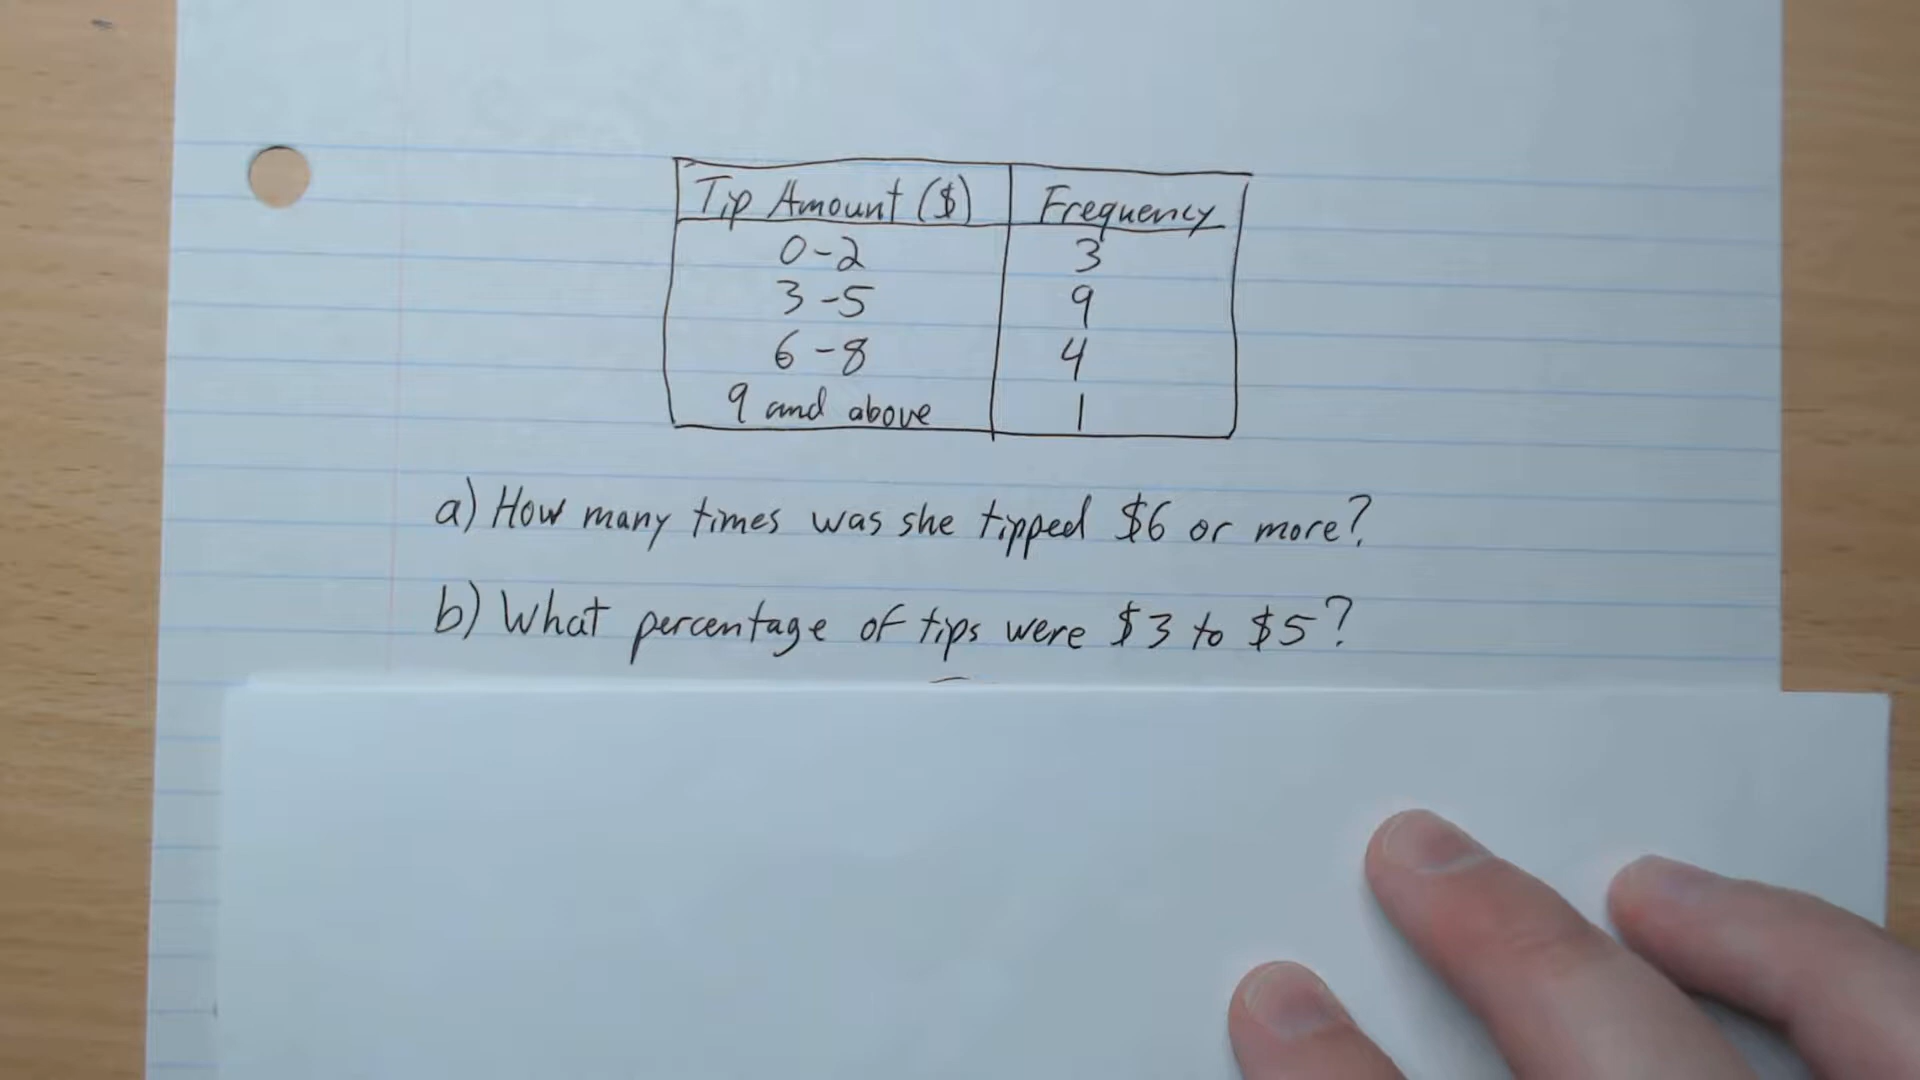 Tip Amount ($) Frequency
0-2 3
3-5 9
6-8 4
9 and above 1
a) How many times was she tipped $6 or more?
b) What percentage of tips were $3 to $5?